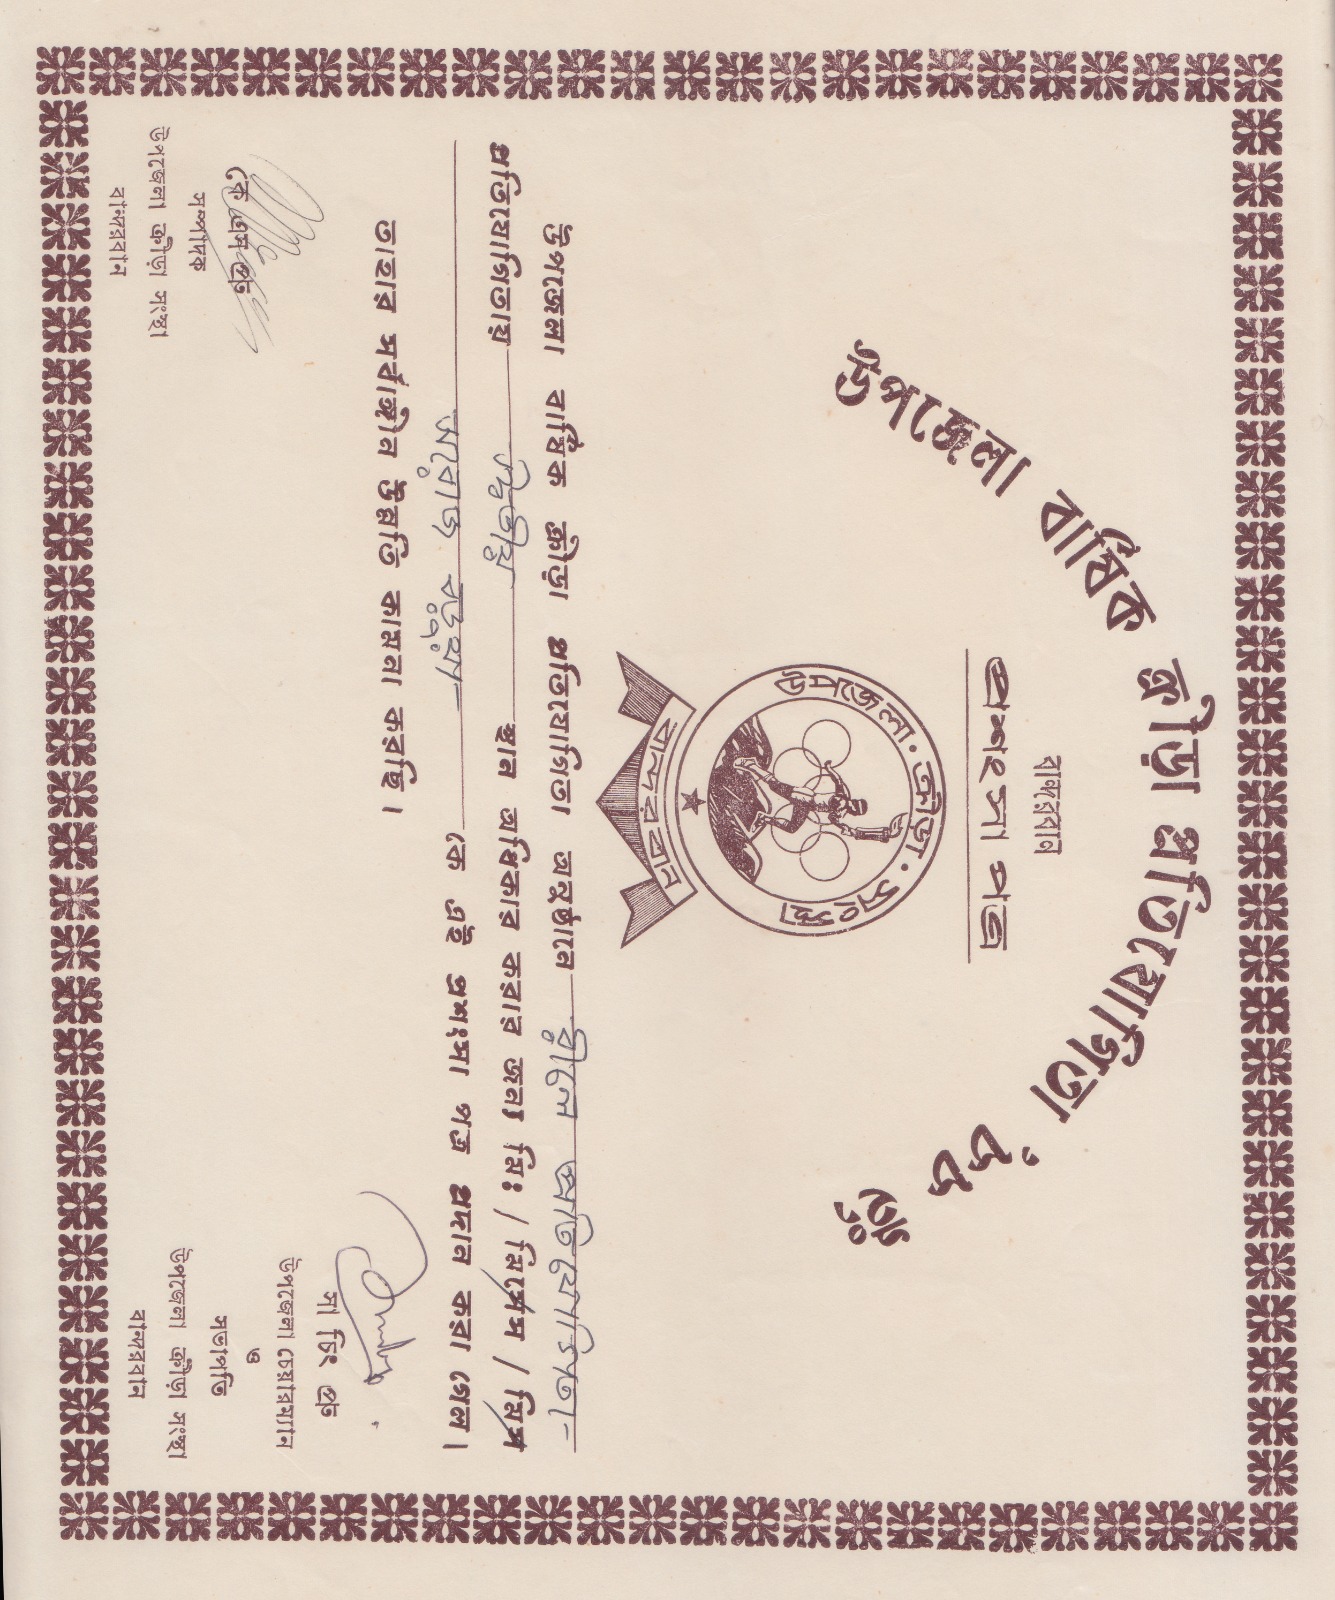 উপজেলা বার্ষিক ক্রীড়া প্রতিযোগিতা ’৮৮ ইং
বান্দরবান
প্রশংসা পত্র
উপজেলা · ক্রীড়া · সংস্থা
বান্দরবান
উপজেলা বার্ষিক ক্রীড়া প্রতিযোগিতা অনুষ্ঠানে রীলে প্রতিযোগিতা
প্রতিযোগিতায় দ্বিতীয় স্থান অধিকার করার জন্য মিঃ / মিসেস / মিস
সরোজ বড়ুয়া কে এই প্রশংসা পত্র প্রদান করা গেল।
তাহার সর্বাঙ্গীন উন্নতি কামনা করছি।
সা চিং প্রু
উপজেলা চেয়ারম্যান
ও
সভাপতি
উপজেলা ক্রীড়া সংস্থা
বান্দরবান
কে এস প্রু
সম্পাদক
উপজেলা ক্রীড়া সংস্থা
বান্দরবান